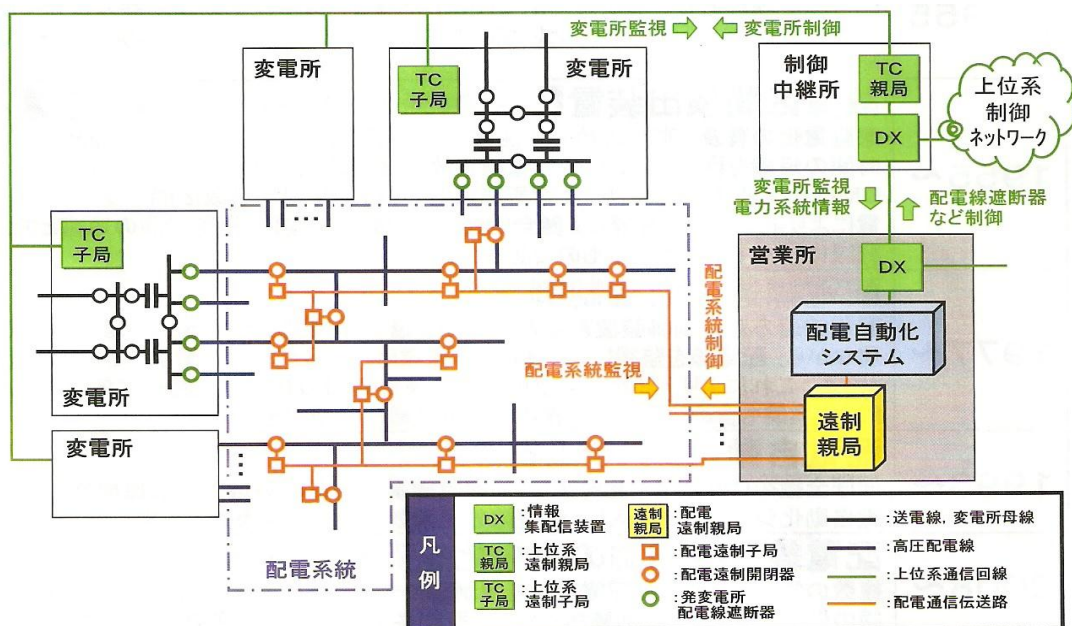 変電所監視
変電所制御
変電所
TC
子局
変電所
制御
中継所
TC
親局
DX
上位系
制御
ネットワーク
変電所監視
電力系統情報
配電線遮断器
など制御
TC
子局
変電所
変電所
営業所
DX
配電自動化
システム
遠制
親局
配電系統制御
配電系統監視
配電系統
凡例
DX
:情報
集配信装置
TC
親局
:上位系
遠制親局
TC
子局
:上位系
遠制子局
遠制
親局
:配電
遠制親局
:配電遠制子局
:配電遠制開閉器
:発変電所
配電線遮断器
:送電線,変電所母線
:高圧配電線
:上位系通信回線
:配電通信伝送路